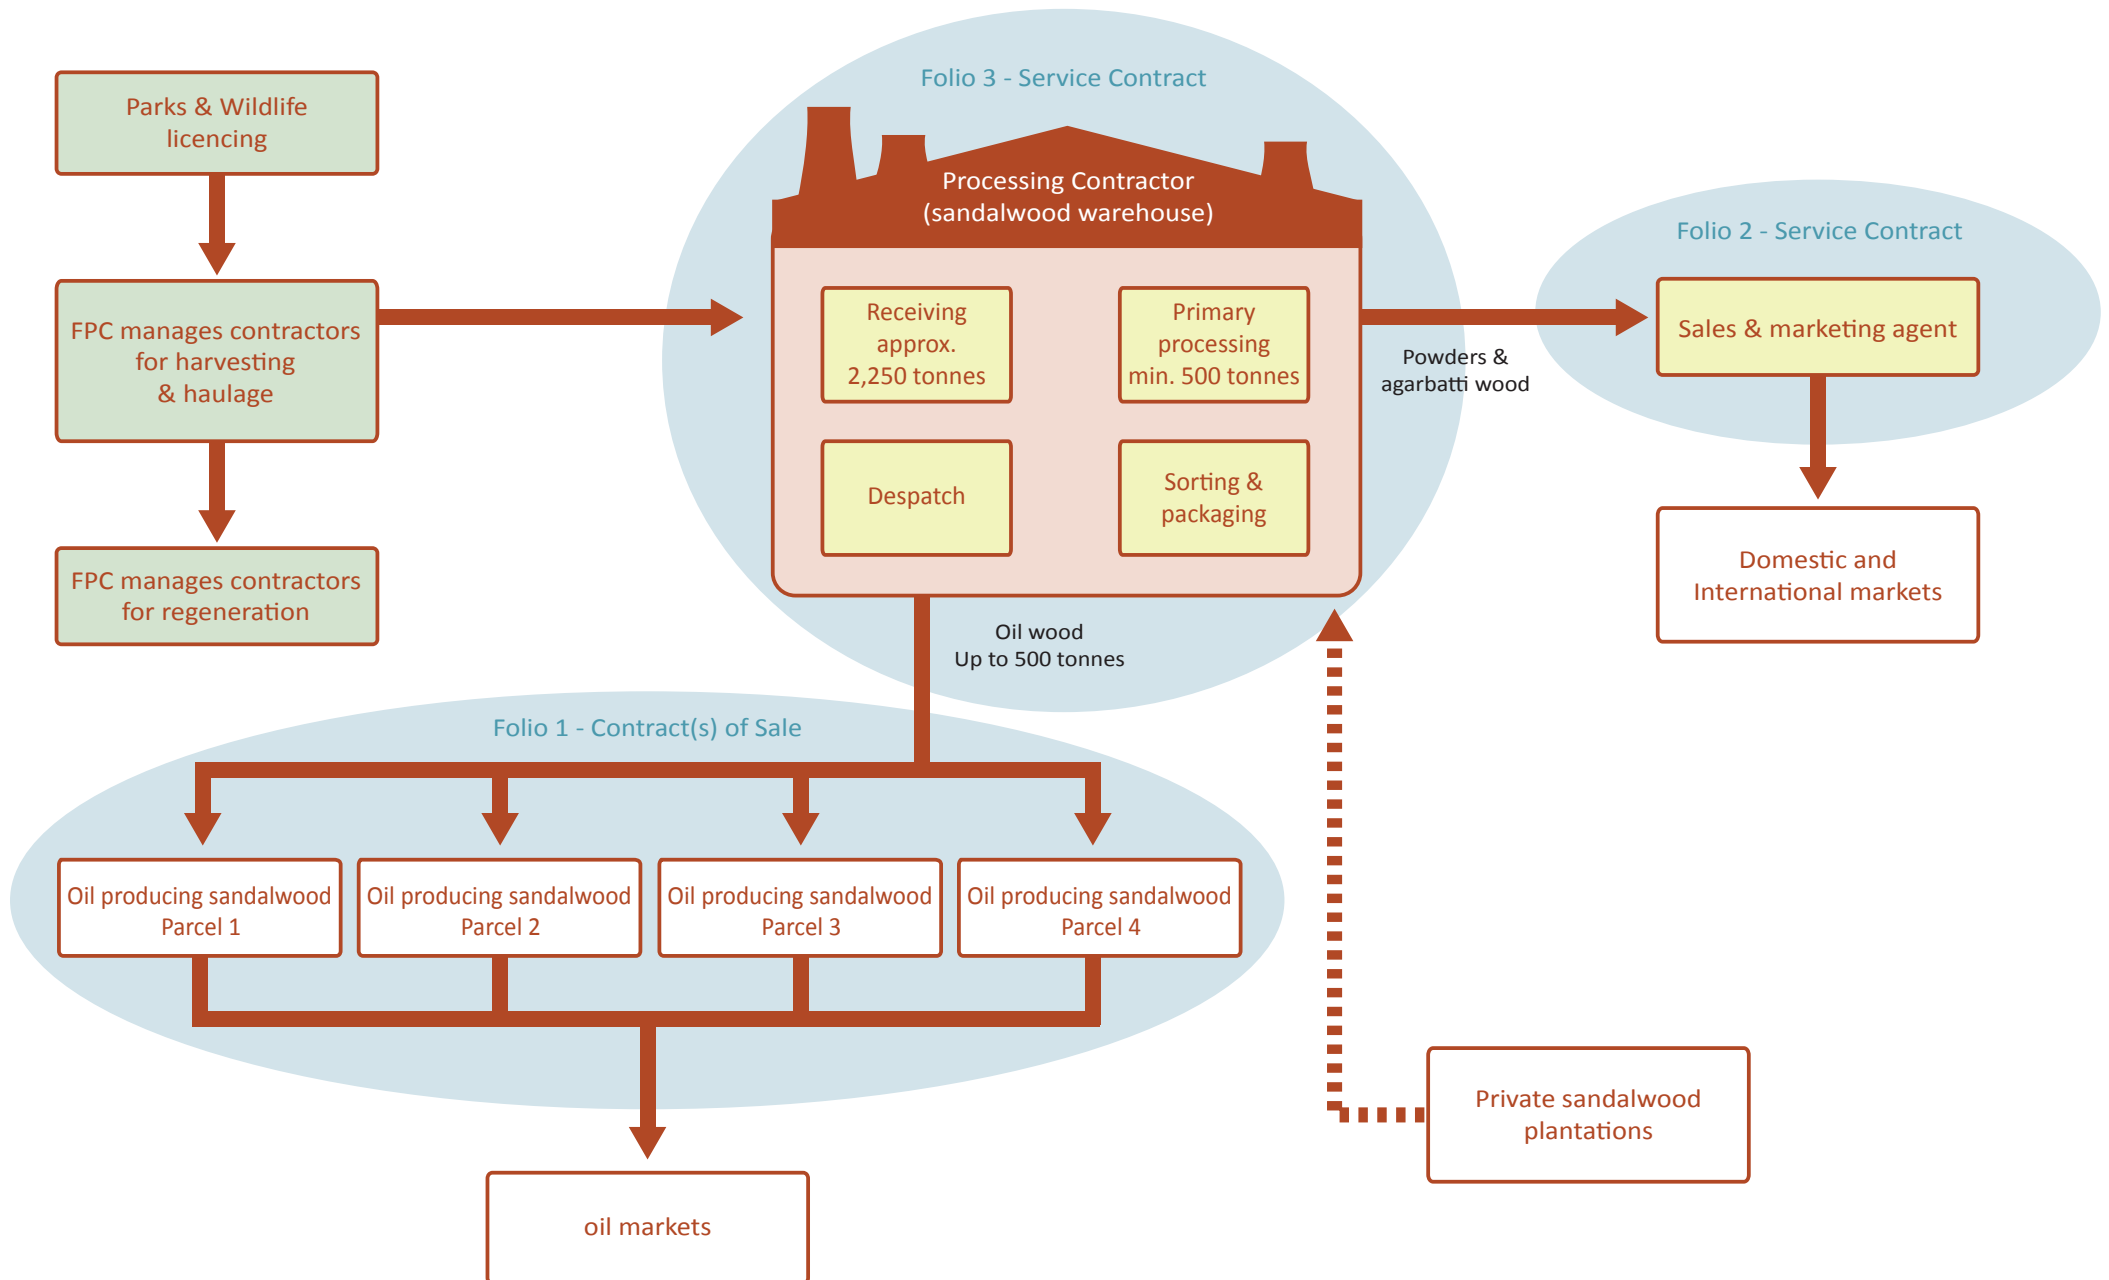 Parks & Wildlife
licencing
FPC manages contractors
for harvesting
& haulage
FPC manages contractors
for regeneration
Folio 3 - Service Contract
Processing Contractor
(sandalwood warehouse)
Receiving
approx.
2,250 tonnes
Primary
processing
min. 500 tonnes
Despatch
Sorting &
packaging
Powders &
agarbatti wood
Folio 2 - Service Contract
Sales & marketing agent
Domestic and
International markets
Oil wood
Up to 500 tonnes
Folio 1 - Contract(s) of Sale
Oil producing sandalwood
Parcel 1
Oil producing sandalwood
Parcel 2
Oil producing sandalwood
Parcel 3
Oil producing sandalwood
Parcel 4
Private sandalwood
plantations
oil markets